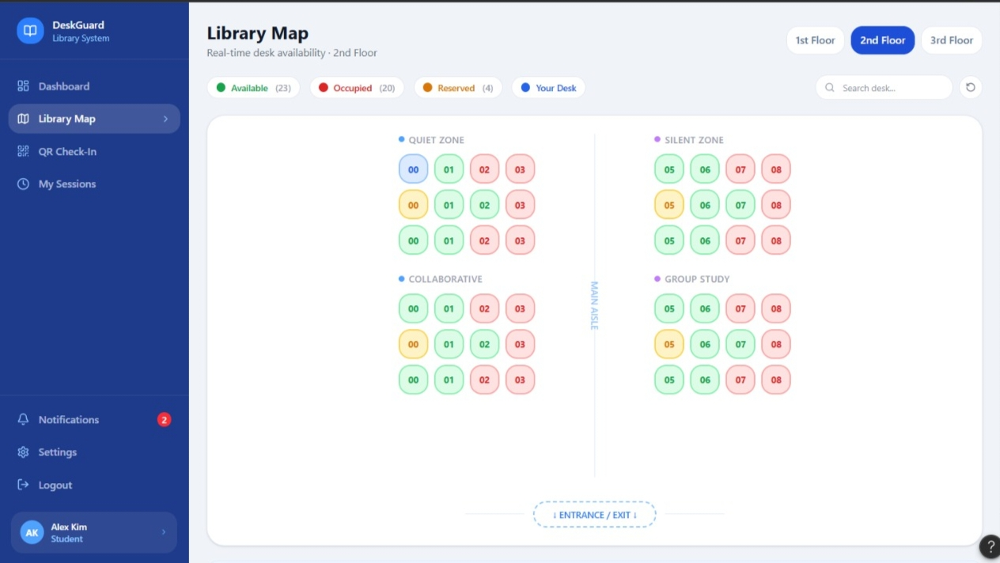 DeskGuard
Library System
Dashboard
Library Map
QR Check-In
My Sessions
Notifications 2
Settings
Logout
AK
Alex Kim
Student
Library Map
Real-time desk availability · 2nd Floor
1st Floor 2nd Floor 3rd Floor
Available (23) Occupied (20) Reserved (4) Your Desk
Search desk...
QUIET ZONE
00 01 02 03
00 01 02 03
00 01 02 03
COLLABORATIVE
00 01 02 03
00 01 02 03
00 01 02 03
MAIN AISLE
SILENT ZONE
05 06 07 08
05 06 07 08
05 06 07 08
GROUP STUDY
05 06 07 08
05 06 07 08
05 06 07 08
↓ ENTRANCE / EXIT ↓
?